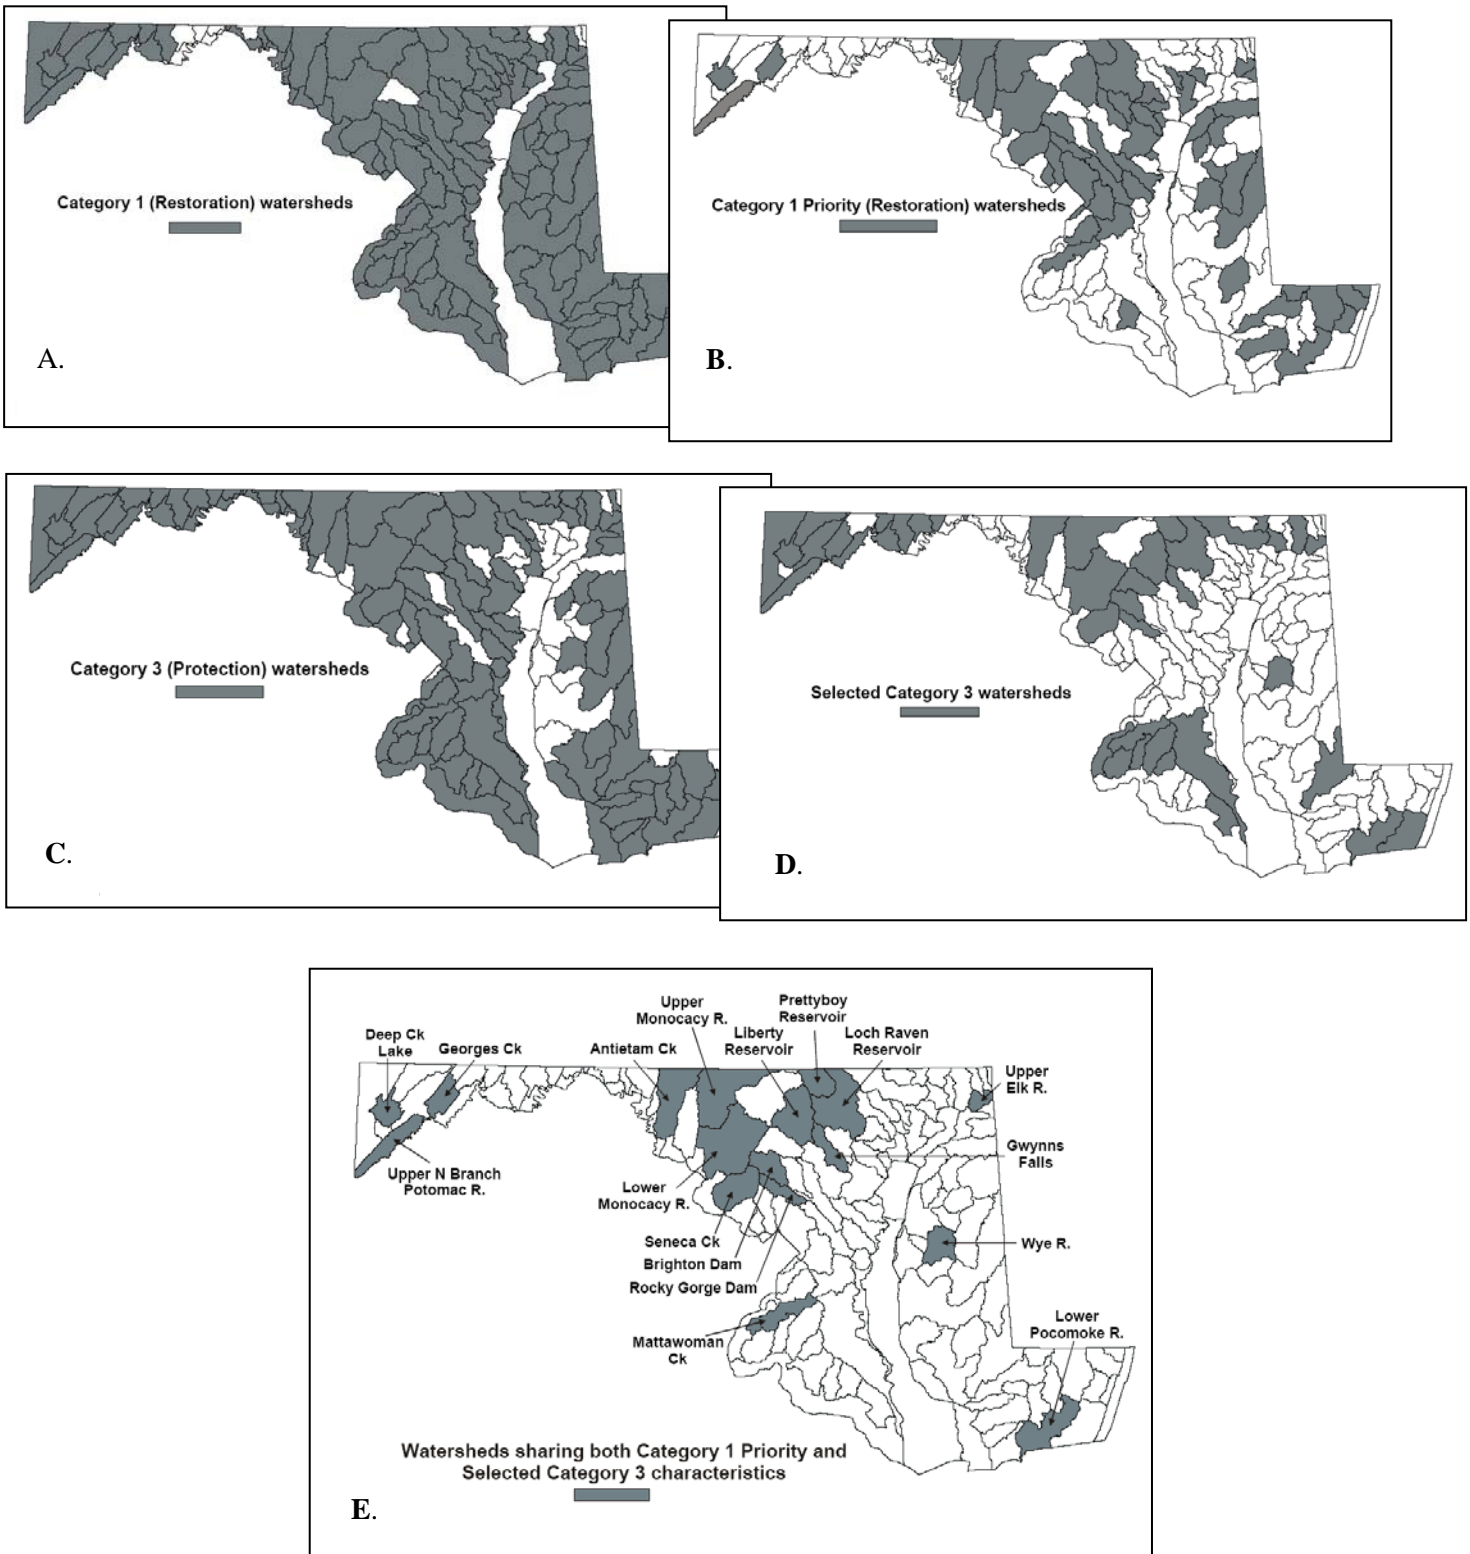 Category 1 (Restoration) watersheds
A.
Category 1 Priority (Restoration) watersheds
B.
Category 3 (Protection) watersheds
C.
Selected Category 3 watersheds
D.
Upper
Monocacy R.
Prettyboy
Reservoir
Deep Ck
Lake
Georges Ck
Antietam Ck
Liberty
Reservoir
Loch Raven
Reservoir
Upper
Elk R.
Gwynns
Falls
Upper N Branch
Potomac R.
Lower
Monocacy R.
Seneca Ck
Brighton Dam
Rocky Gorge Dam
Wye R.
Mattawoman
Ck
Lower
Pocomoke R.
Watersheds sharing both Category 1 Priority and
Selected Category 3 characteristics
E.